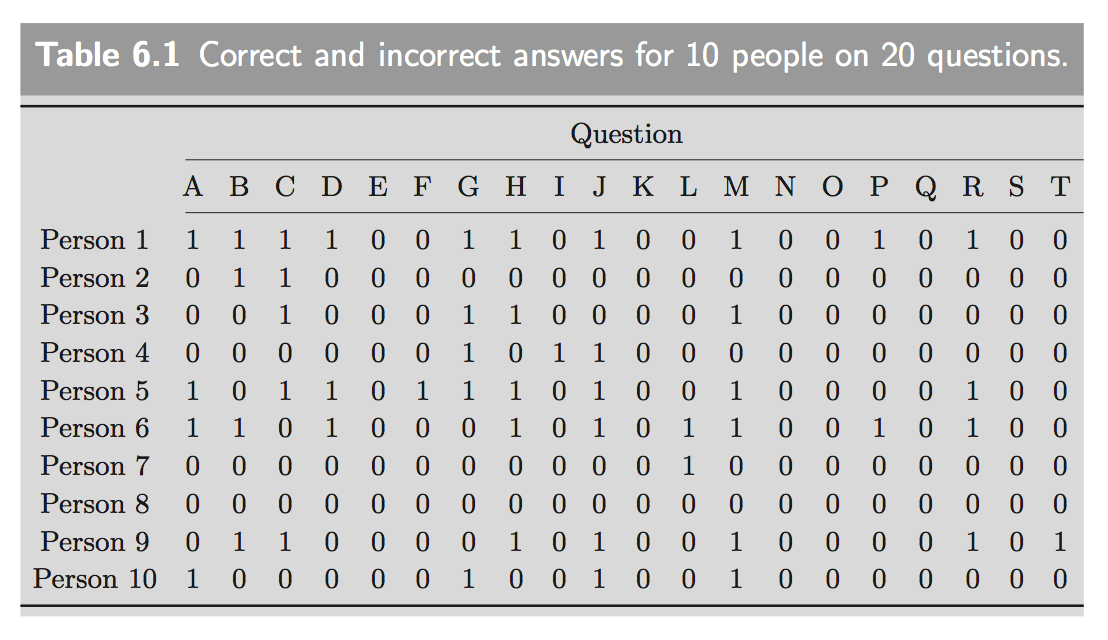 Table 6.1 Correct and incorrect answers for 10 people on 20 questions.
Question
A B C D E F G H I J K L M N O P Q R S T
Person 1 1 1 1 1 0 0 1 1 0 1 0 0 1 0 0 1 0 1 0 0
Person 2 0 1 1 0 0 0 0 0 0 0 0 0 0 0 0 0 0 0 0 0
Person 3 0 0 1 0 0 0 1 1 0 0 0 0 1 0 0 0 0 0 0 0
Person 4 0 0 0 0 0 0 1 0 1 1 0 0 0 0 0 0 0 0 0 0
Person 5 1 0 1 1 0 1 1 1 0 1 0 0 1 0 0 0 0 1 0 0
Person 6 1 1 0 1 0 0 0 1 0 1 0 1 1 0 0 1 0 1 0 0
Person 7 0 0 0 0 0 0 0 0 0 0 0 1 0 0 0 0 0 0 0 0
Person 8 0 0 0 0 0 0 0 0 0 0 0 0 0 0 0 0 0 0 0 0
Person 9 0 1 1 0 0 0 0 1 0 1 0 0 1 0 0 0 0 1 0 1
Person 10 1 0 0 0 0 0 1 0 0 1 0 0 1 0 0 0 0 0 0 0